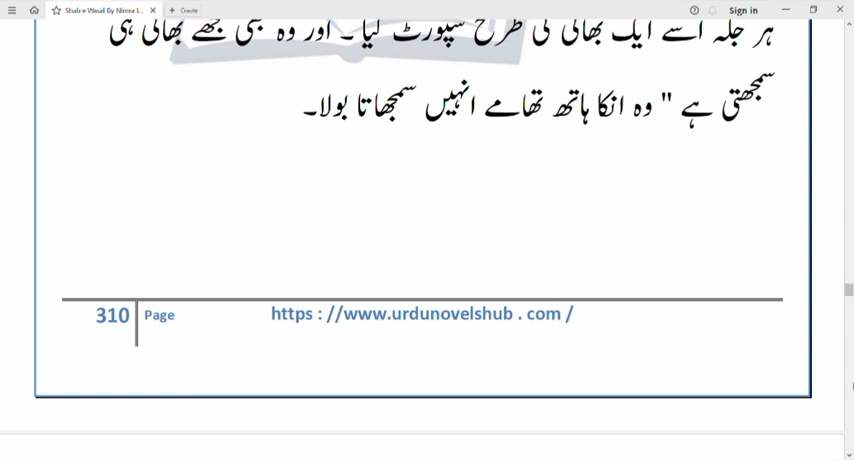 Shab e Wasal By Nimra I...
Create
Sign in
ہر جگہ اسے ایک بھائی کی طرح سپورٹ کیا۔ اور وہ بھی مجھے بھائی ہی
سمجھتی ہے " وہ انکا ہاتھ تھامے انہیں سمجھاتا بولا۔
310 Page https : //www.urdunovelshub . com /